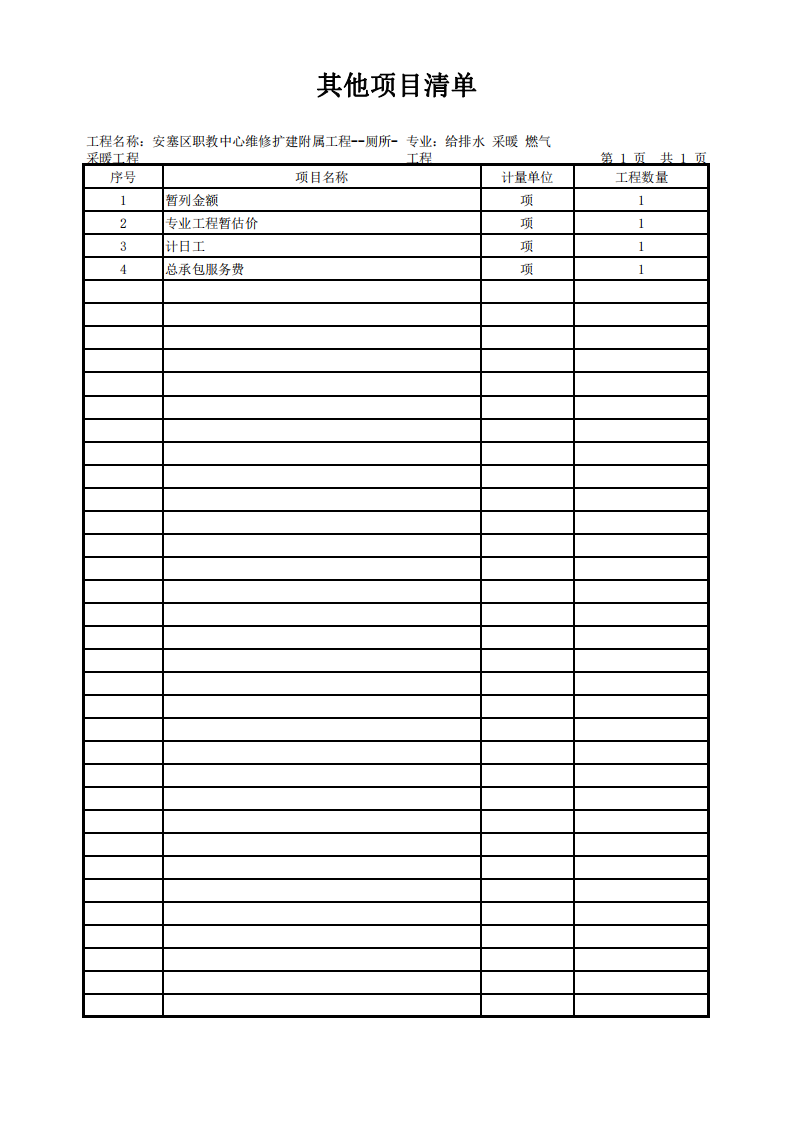 其他项目清单
工程名称：安塞区职教中心维修扩建附属工程--厕所- 专业：给排水 采暖 燃气
采暖工程 工程 第 1 页 共 1 页
序号 项目名称 计量单位 工程数量
1 暂列金额 项 1
2 专业工程暂估价 项 1
3 计日工 项 1
4 总承包服务费 项 1